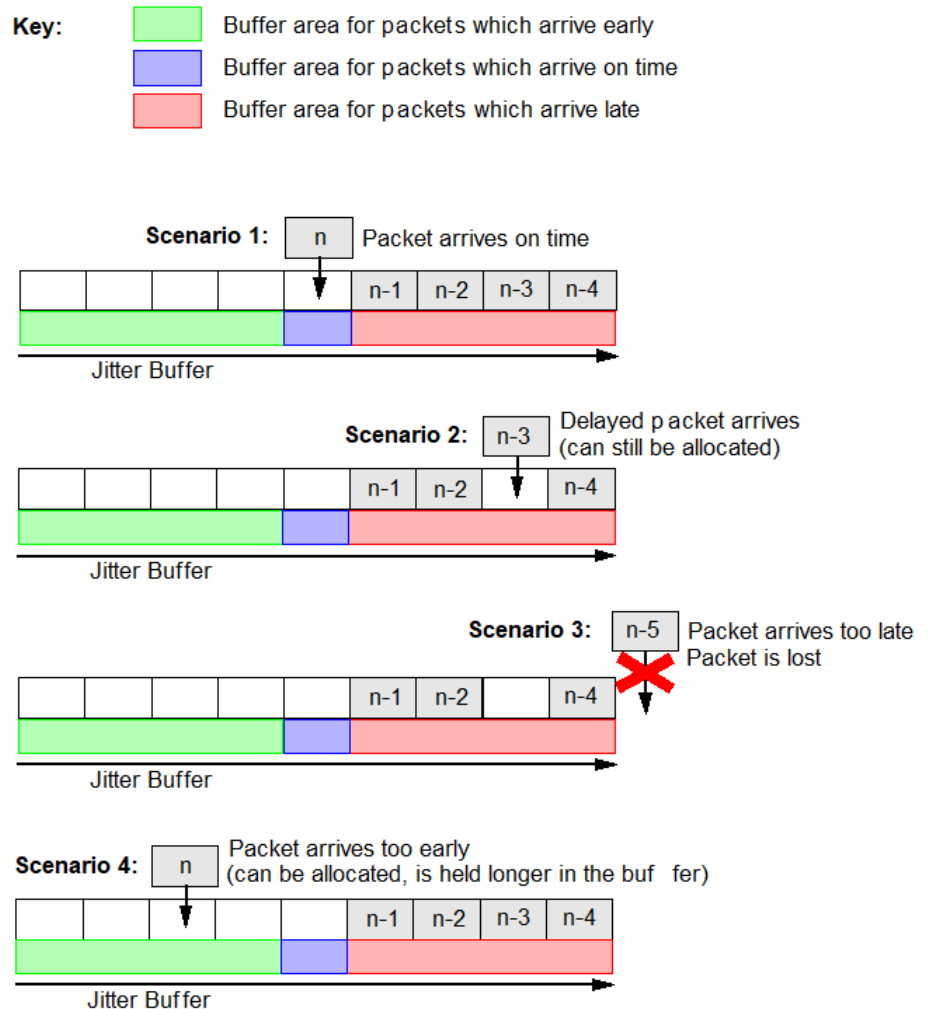 Key:
Buffer area for packets which arrive early
Buffer area for packets which arrive on time
Buffer area for packets which arrive late
Scenario 1: n Packet arrives on time
n-1 n-2 n-3 n-4
Jitter Buffer
Scenario 2: n-3 Delayed packet arrives
(can still be allocated)
n-1 n-2 n-4
Jitter Buffer
Scenario 3: n-5 Packet arrives too late
Packet is lost
n-1 n-2 n-4
Jitter Buffer
Scenario 4: n Packet arrives too early
(can be allocated, is held longer in the buf fer)
n-1 n-2 n-3 n-4
Jitter Buffer